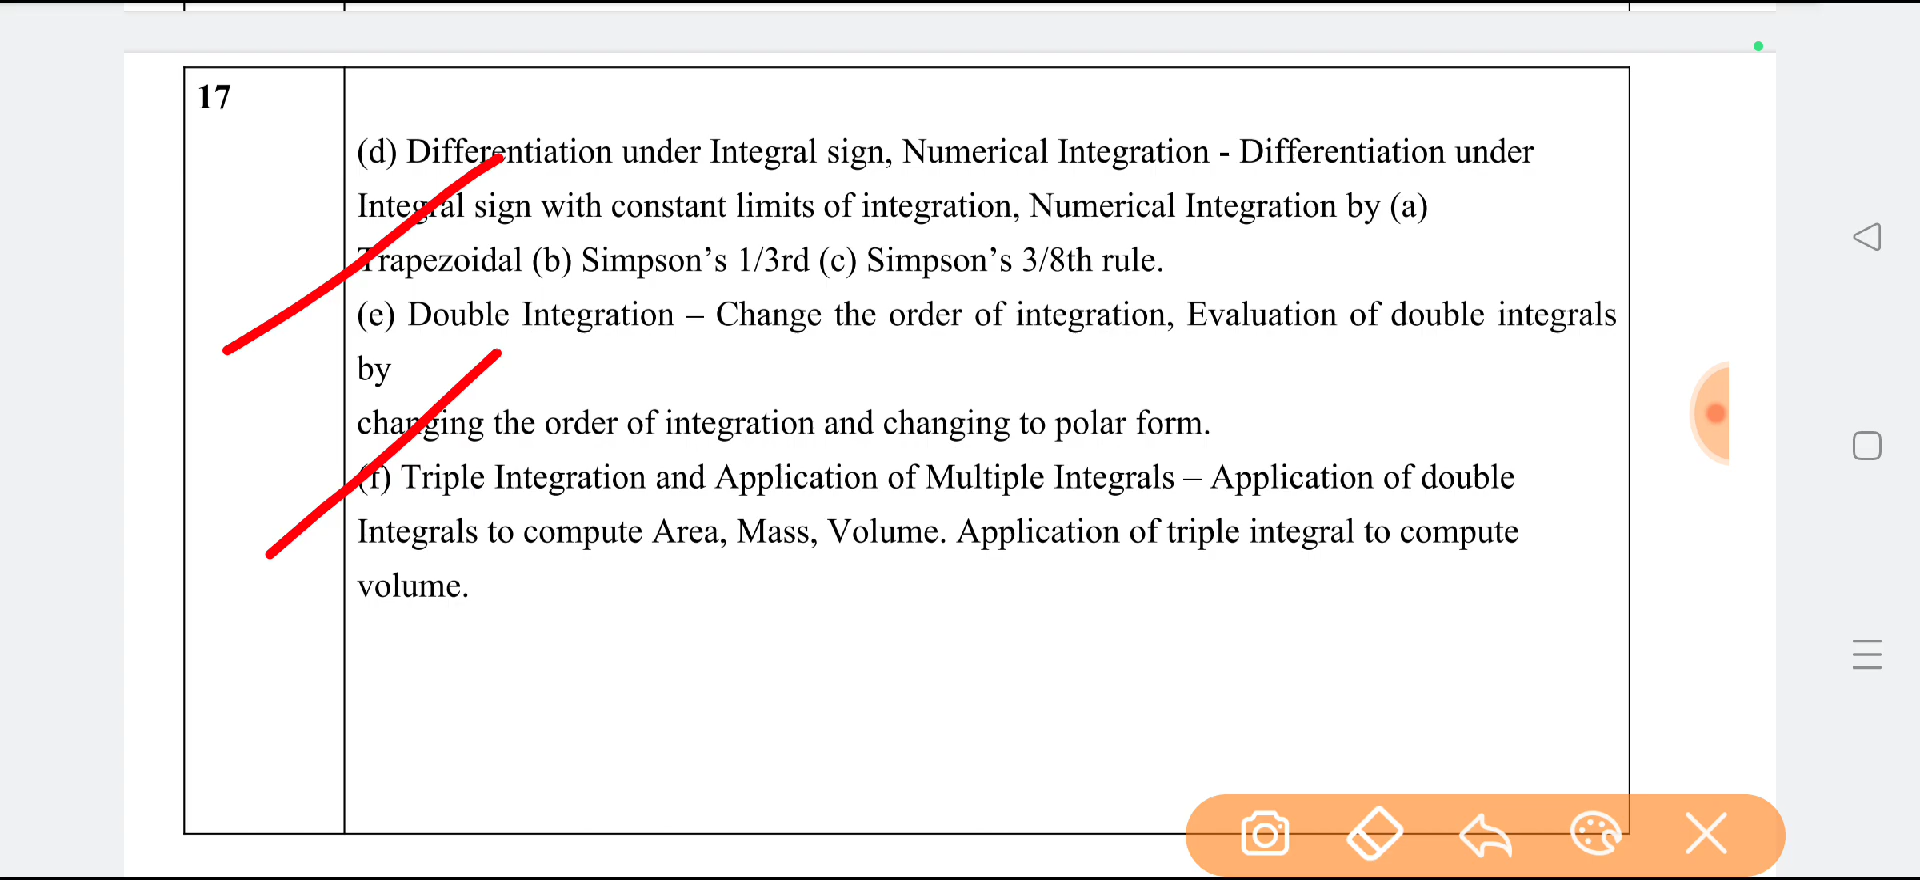 17
(d) Differentiation under Integral sign, Numerical Integration - Differentiation under
Integral sign with constant limits of integration, Numerical Integration by (a)
Trapezoidal (b) Simpson’s 1/3rd (c) Simpson’s 3/8th rule.
(e) Double Integration – Change the order of integration, Evaluation of double integrals
by
changing the order of integration and changing to polar form.
(f) Triple Integration and Application of Multiple Integrals – Application of double
Integrals to compute Area, Mass, Volume. Application of triple integral to compute
volume.